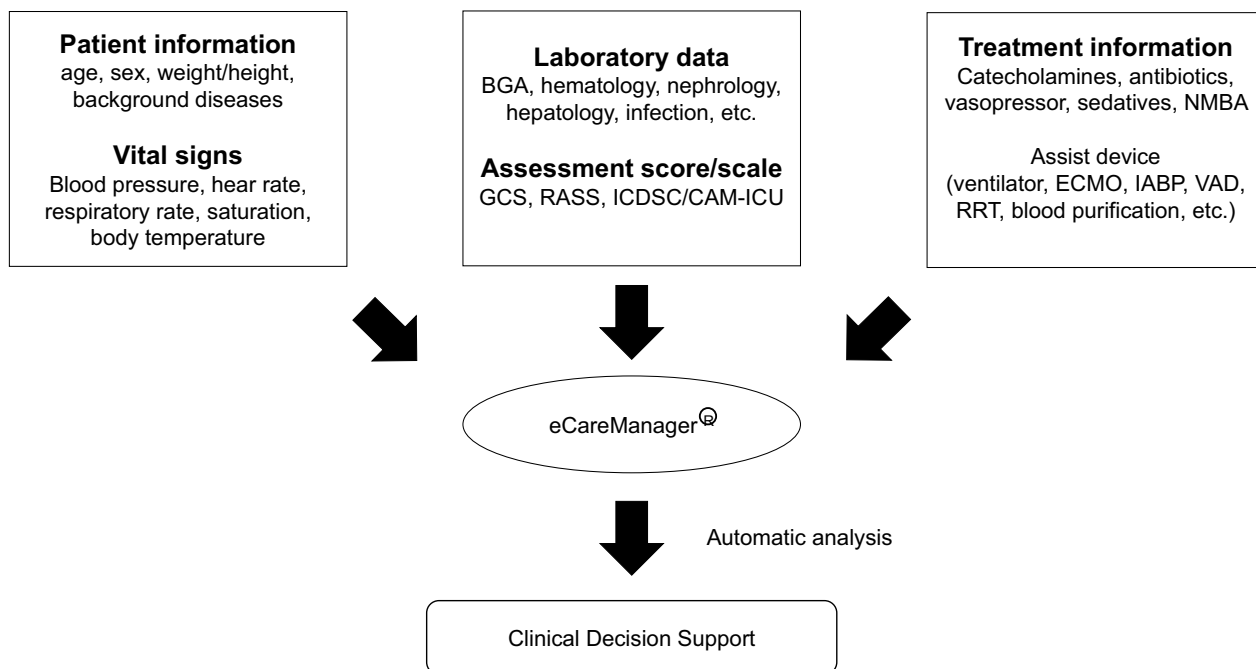 Patient information
age, sex, weight/height,
background diseases
Vital signs
Blood pressure, hear rate,
respiratory rate, saturation,
body temperature
Laboratory data
BGA, hematology, nephrology,
hepatology, infection, etc.
Assessment score/scale
GCS, RASS, ICDSC/CAM-ICU
Treatment information
Catecholamines, antibiotics,
vasopressor, sedatives, NMBA
Assist device
(ventilator, ECMO, IABP, VAD,
RRT, blood purification, etc.)
eCareManager®
Automatic analysis
Clinical Decision Support